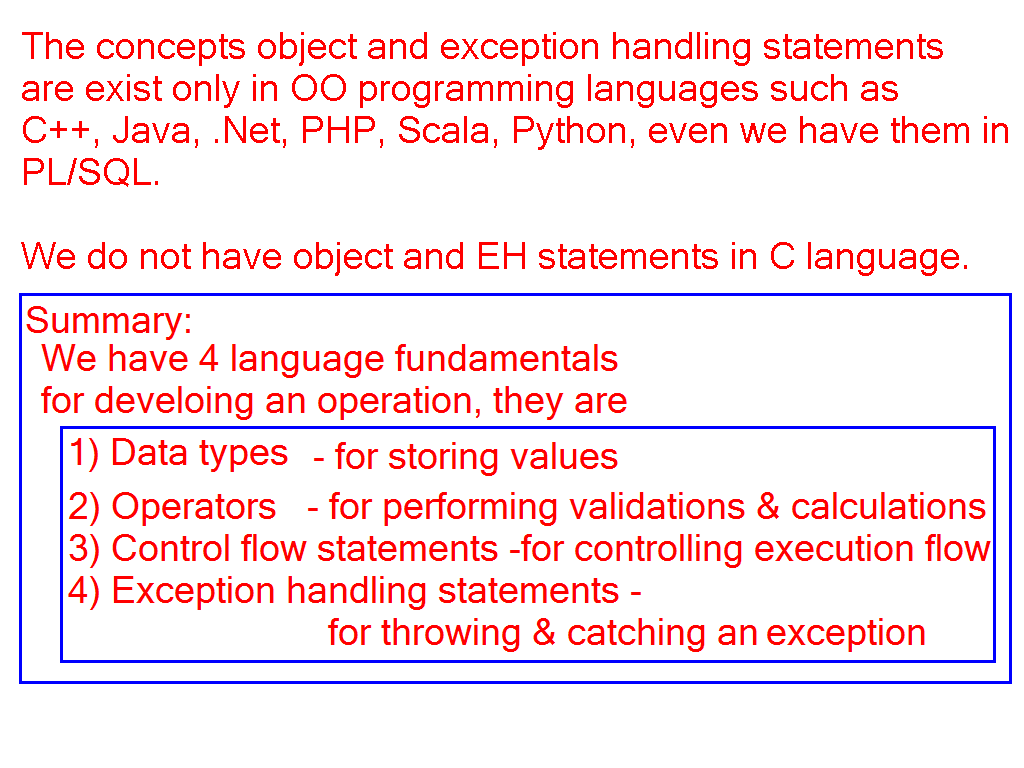 The concepts object and exception handling statements
are exist only in OO programming languages such as
C++, Java, .Net, PHP, Scala, Python, even we have them in
PL/SQL.
We do not have object and EH statements in C language.
Summary:
We have 4 language fundamentals
for develoing an operation, they are
1) Data types - for storing values
2) Operators - for performing validations & calculations
3) Control flow statements -for controlling execution flow
4) Exception handling statements -
for throwing & catching an exception